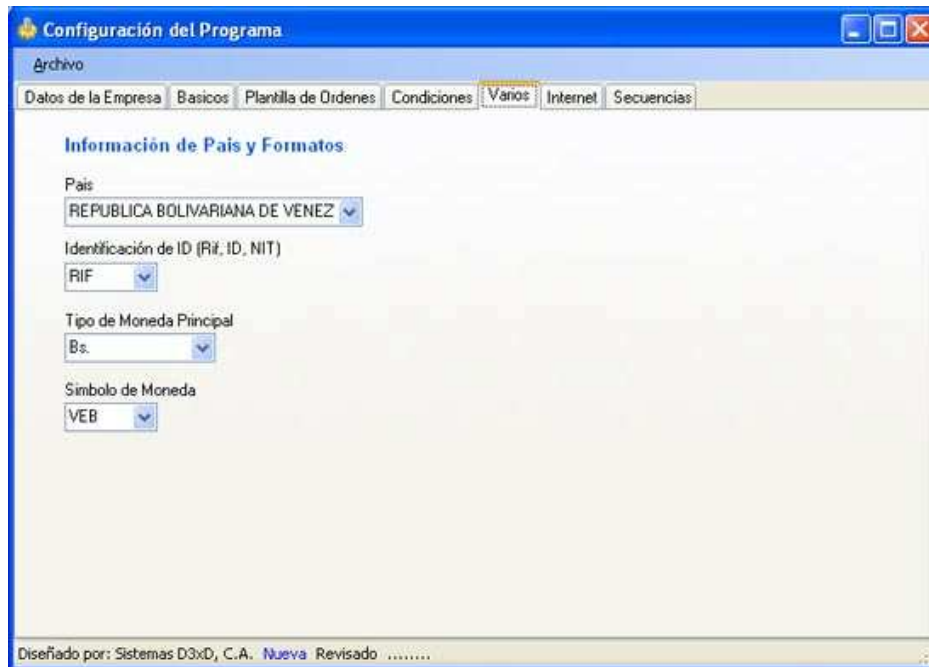 Configuración del Programa
Archivo
Datos de la Empresa Basicos Plantilla de Ordenes Condiciones Varios Internet Secuencias
Información de Pais y Formatos
Pais
REPUBLICA BOLIVARIANA DE VENEZ
Identificación de ID (Rif, ID, NIT)
RIF
Tipo de Moneda Principal
Bs.
Simbolo de Moneda
VEB
Diseñado por: Sistemas D3xD, C.A. Nueva Revisado ........